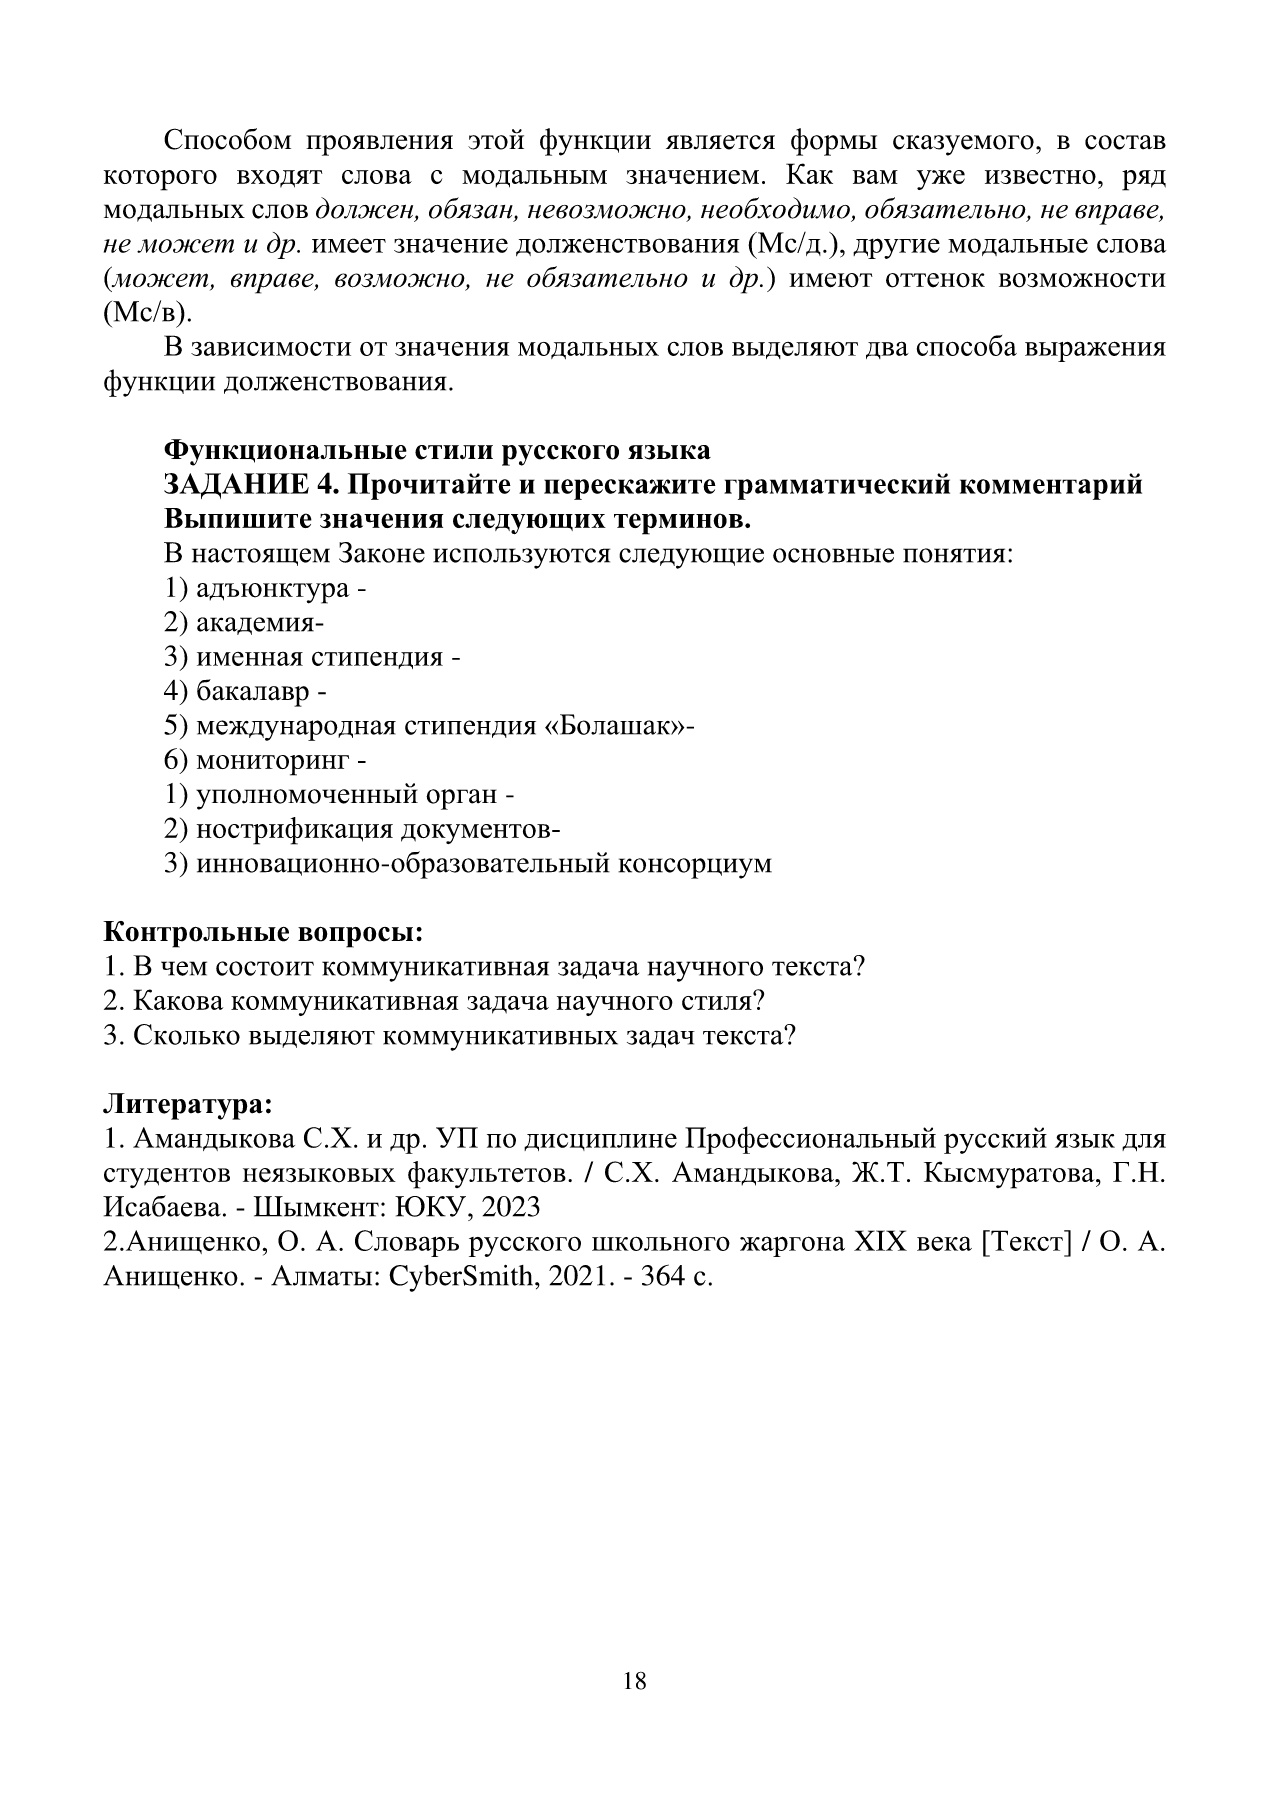 Способом проявления этой функции является формы сказуемого, в состав
которого входят слова с модальным значением. Как вам уже известно, ряд
модальных слов должен, обязан, невозможно, необходимо, обязательно, не вправе,
не может и др. имеет значение долженствования (Мс/д.), другие модальные слова
(может, вправе, возможно, не обязательно и др.) имеют оттенок возможности
(Мс/в).
В зависимости от значения модальных слов выделяют два способа выражения
функции долженствования.
Функциональные стили русского языка
ЗАДАНИЕ 4. Прочитайте и перескажите грамматический комментарий
Выпишите значения следующих терминов.
В настоящем Законе используются следующие основные понятия:
1) адъюнктура -
2) академия-
3) именная стипендия -
4) бакалавр -
5) международная стипендия «Болашак»-
6) мониторинг -
1) уполномоченный орган -
2) нострификация документов-
3) инновационно-образовательный консорциум
Контрольные вопросы:
1. В чем состоит коммуникативная задача научного текста?
2. Какова коммуникативная задача научного стиля?
3. Сколько выделяют коммуникативных задач текста?
Литература:
1. Амандыкова С.Х. и др. УП по дисциплине Профессиональный русский язык для
студентов неязыковых факультетов. / С.Х. Амандыкова, Ж.Т. Кысмуратова, Г.Н.
Исабаева. - Шымкент: ЮКУ, 2023
2.Анищенко, О. А. Словарь русского школьного жаргона XIX века [Текст] / О. А.
Анищенко. - Алматы: CyberSmith, 2021. - 364 с.
18